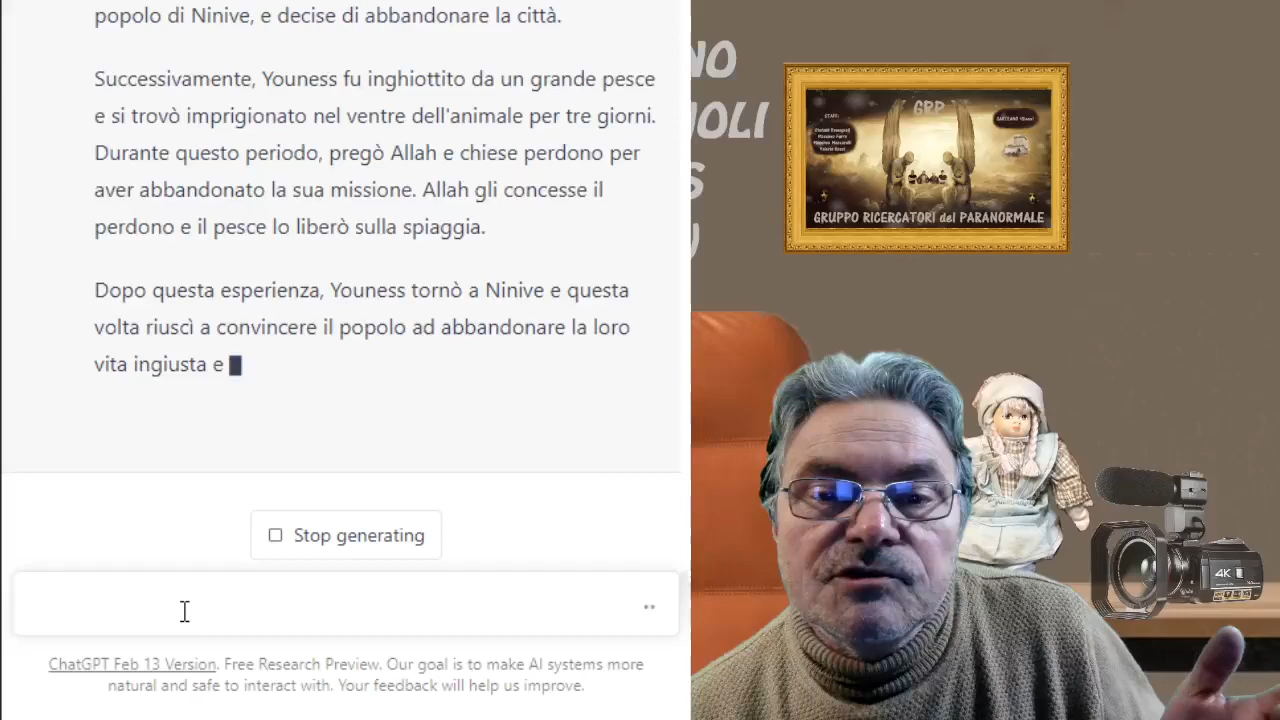 popolo di Ninive, e decise di abbandonare la città.
Successivamente, Youness fu inghiottito da un grande pesce
e si trovò imprigionato nel ventre dell'animale per tre giorni.
Durante questo periodo, pregò Allah e chiese perdono per
aver abbandonato la sua missione. Allah gli concesse il
perdono e il pesce lo liberò sulla spiaggia.
Dopo questa esperienza, Youness tornò a Ninive e questa
volta riuscì a convincere il popolo ad abbandonare la loro
vita ingiusta e
Stop generating
ChatGPT Feb 13 Version. Free Research Preview. Our goal is to make AI systems more
natural and safe to interact with. Your feedback will help us improve.
NO
OLI
S
GRP
STAFF:
GRUPPO RICERCATORI del PARANORMALE
4K